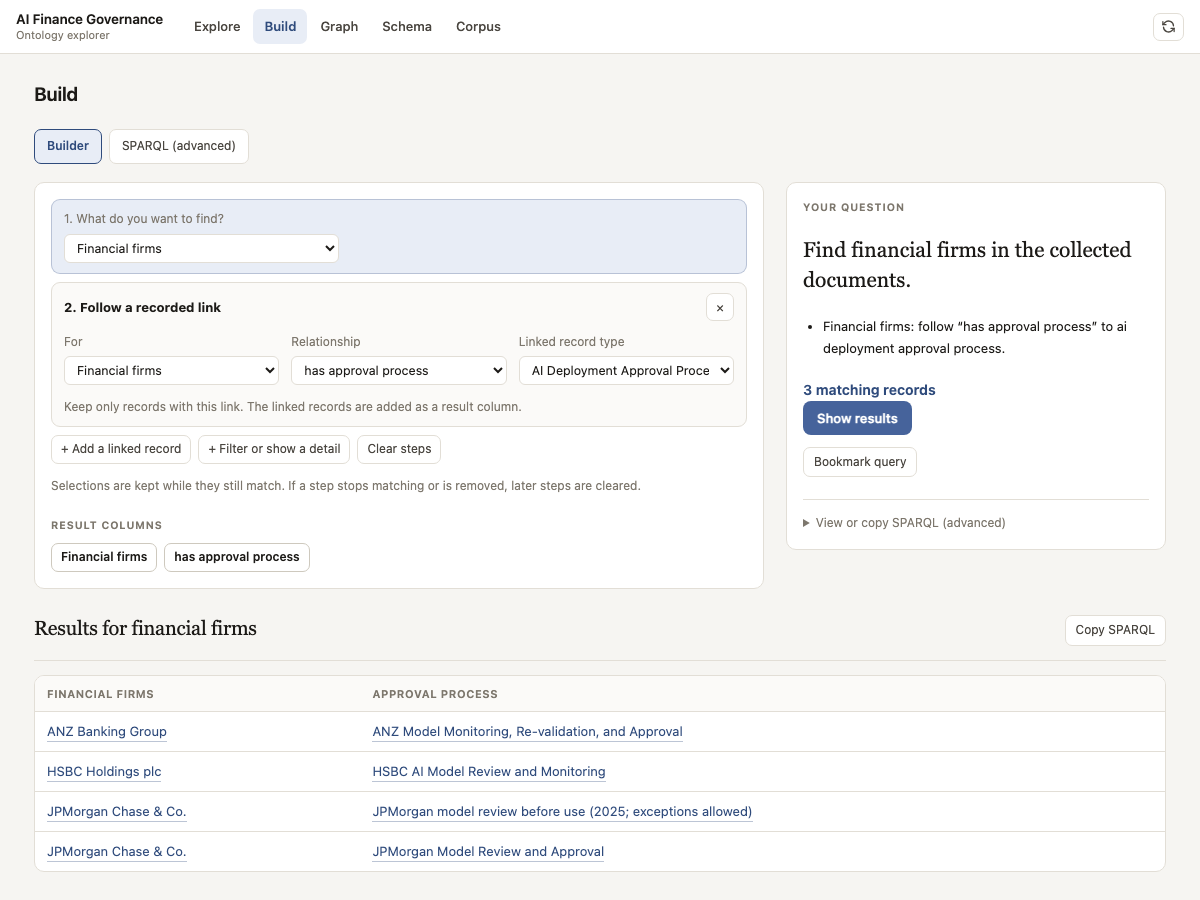 AI Finance Governance
Ontology explorer
Explore
Build
Graph
Schema
Corpus
Build
Builder
SPARQL (advanced)
1. What do you want to find?
Financial firms
2. Follow a recorded link
×
For
Relationship
Linked record type
Financial firms
has approval process
AI Deployment Approval Proce
Keep only records with this link. The linked records are added as a result column.
+ Add a linked record
+ Filter or show a detail
Clear steps
Selections are kept while they still match. If a step stops matching or is removed, later steps are cleared.
RESULT COLUMNS
Financial firms
has approval process
YOUR QUESTION
Find financial firms in the collected
documents.
• Financial firms: follow “has approval process” to ai
deployment approval process.
3 matching records
Show results
Bookmark query
View or copy SPARQL (advanced)
Results for financial firms
Copy SPARQL
FINANCIAL FIRMS
APPROVAL PROCESS
ANZ Banking Group
ANZ Model Monitoring, Re-validation, and Approval
HSBC Holdings plc
HSBC AI Model Review and Monitoring
JPMorgan Chase & Co.
JPMorgan model review before use (2025; exceptions allowed)
JPMorgan Chase & Co.
JPMorgan Model Review and Approval